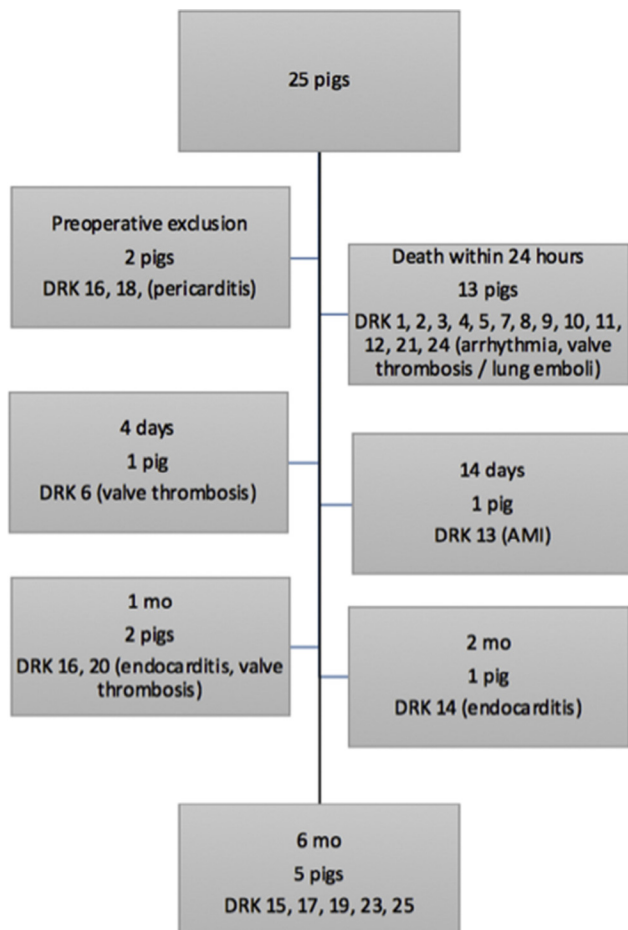 25 pigs
Preoperative exclusion
2 pigs
DRK 16, 18, (pericarditis)
Death within 24 hours
13 pigs
DRK 1, 2, 3, 4, 5, 7, 8, 9, 10, 11,
12, 21, 24 (arrhythmia, valve
thrombosis / lung emboli)
4 days
1 pig
DRK 6 (valve thrombosis)
14 days
1 pig
DRK 13 (AMI)
1 mo
2 pigs
DRK 16, 20 (endocarditis, valve
thrombosis)
2 mo
1 pig
DRK 14 (endocarditis)
6 mo
5 pigs
DRK 15, 17, 19, 23, 25